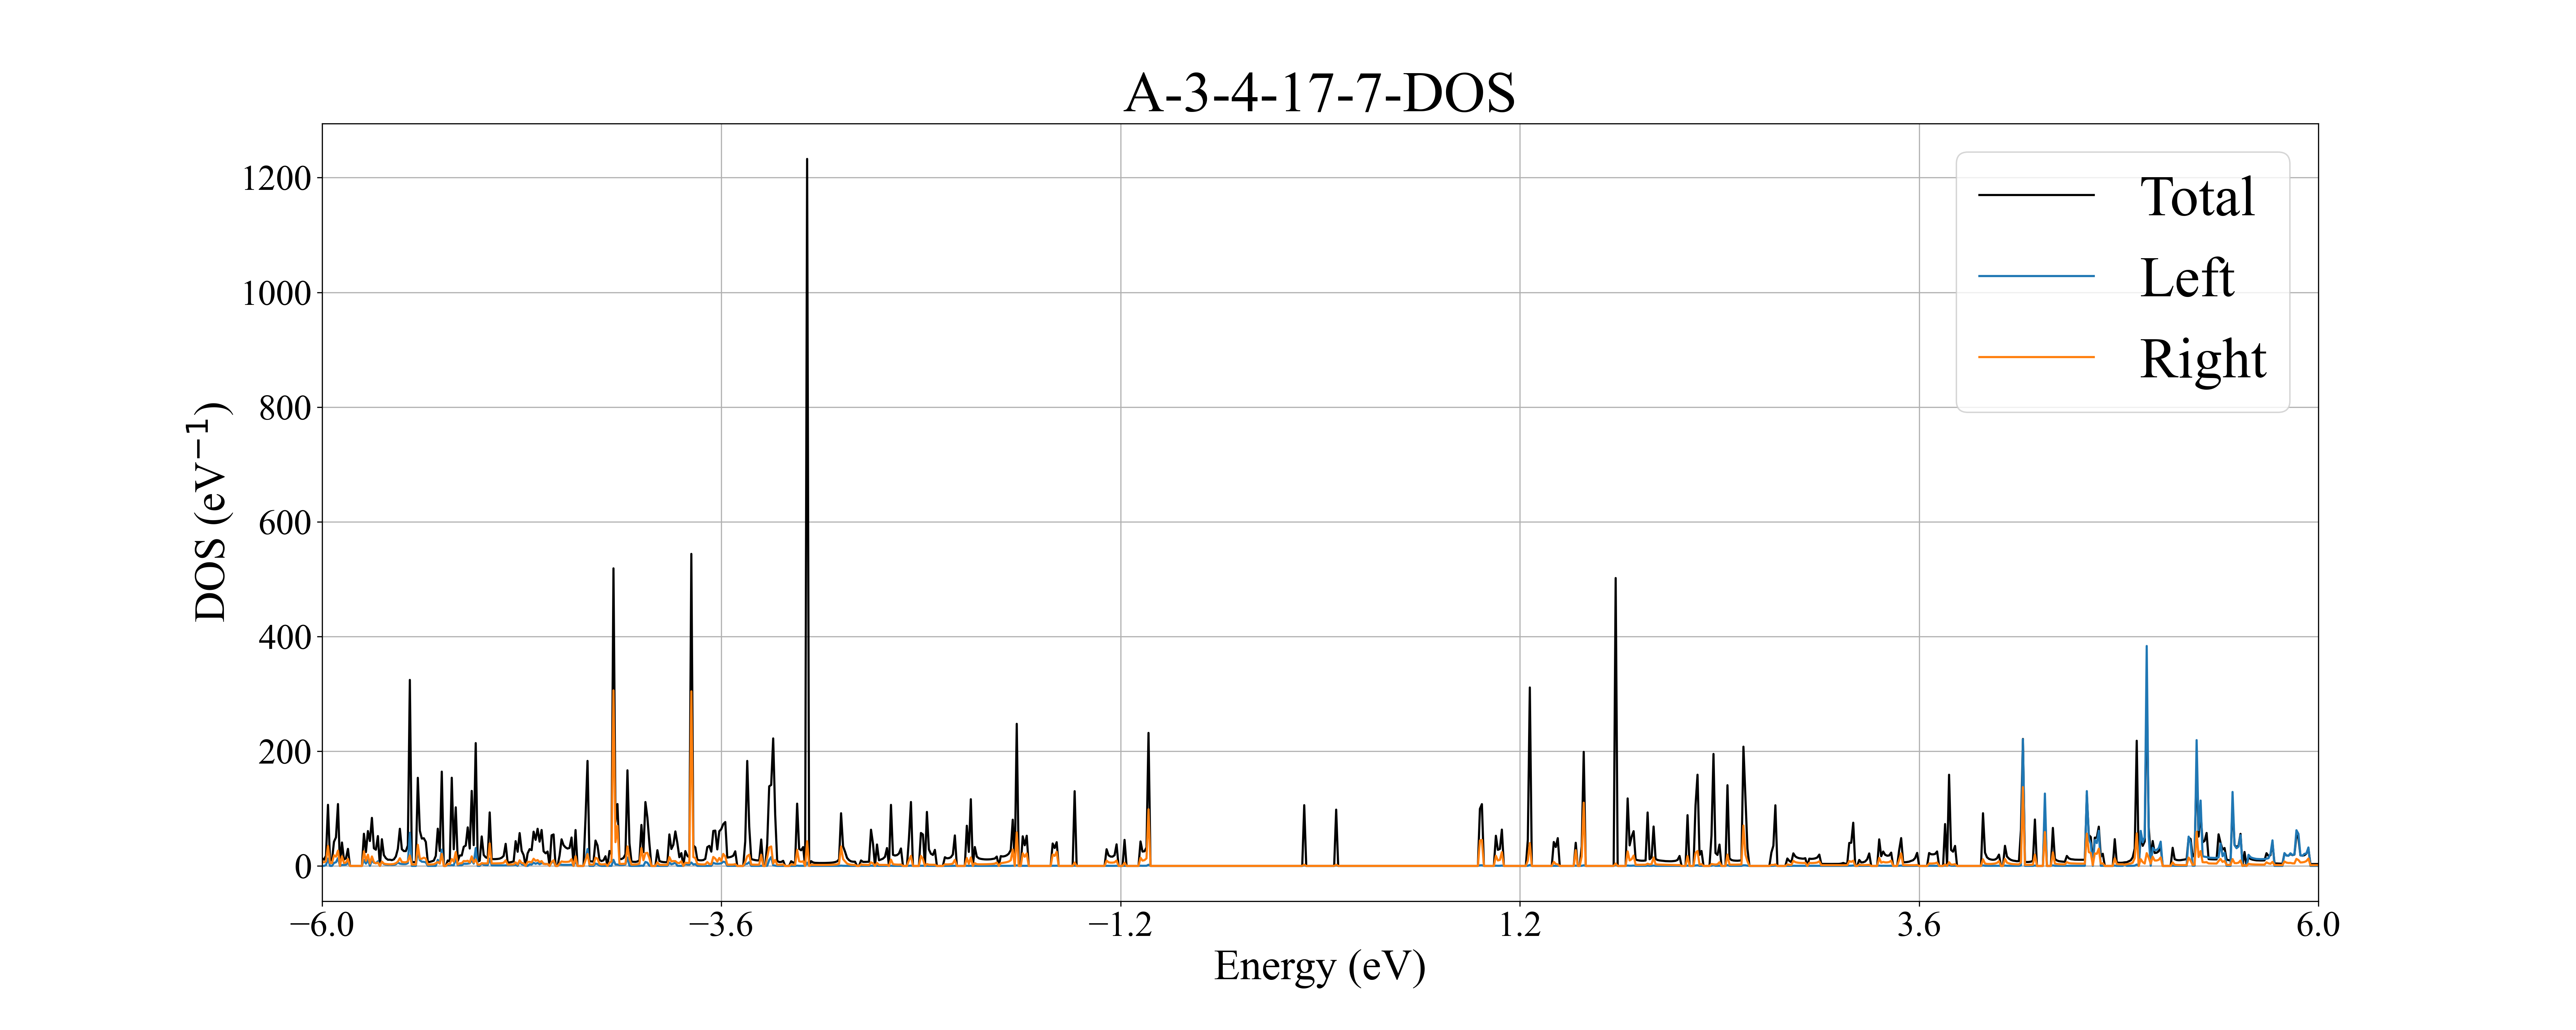 A-3-4-17-7-DOS
1200
1000
800
600
400
200
0
DOS (eV⁻¹)
Total
Left
Right
−6.0 −3.6 −1.2 1.2 3.6 6.0
Energy (eV)